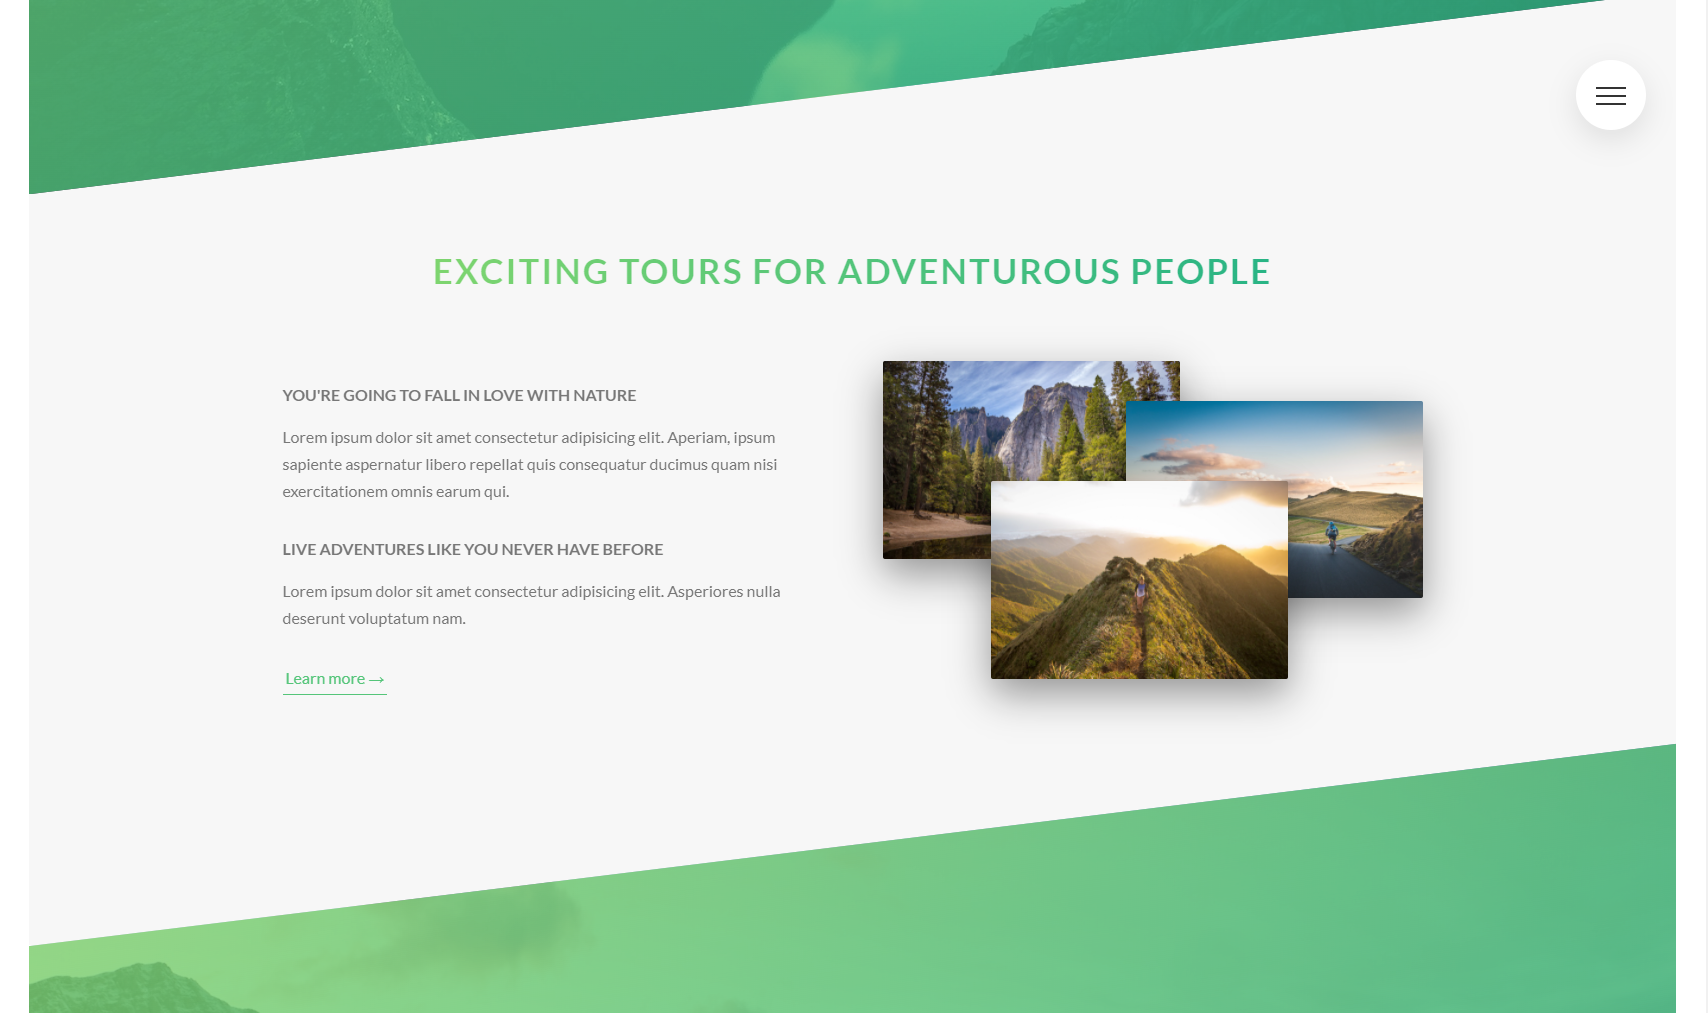 EXCITING TOURS FOR ADVENTUROUS PEOPLE
YOU'RE GOING TO FALL IN LOVE WITH NATURE
Lorem ipsum dolor sit amet consectetur adipisicing elit. Aperiam, ipsum
sapiente aspernatur libero repellat quis consequatur ducimus quam nisi
exercitationem omnis earum qui.
LIVE ADVENTURES LIKE YOU NEVER HAVE BEFORE
Lorem ipsum dolor sit amet consectetur adipisicing elit. Asperiores nulla
deserunt voluptatum nam.
Learn more →